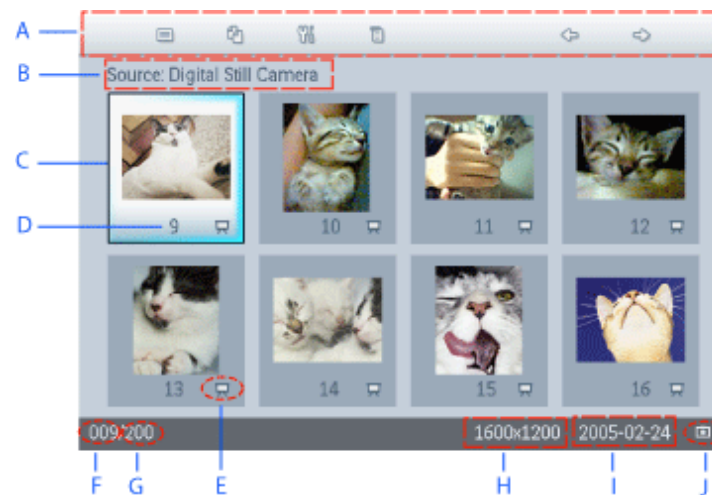 A
B
Source: Digital Still Camera
C
D
9
10
11
12
13
14
15
16
009/200
1600x1200
2005-02-24
F
G
E
H
I
J